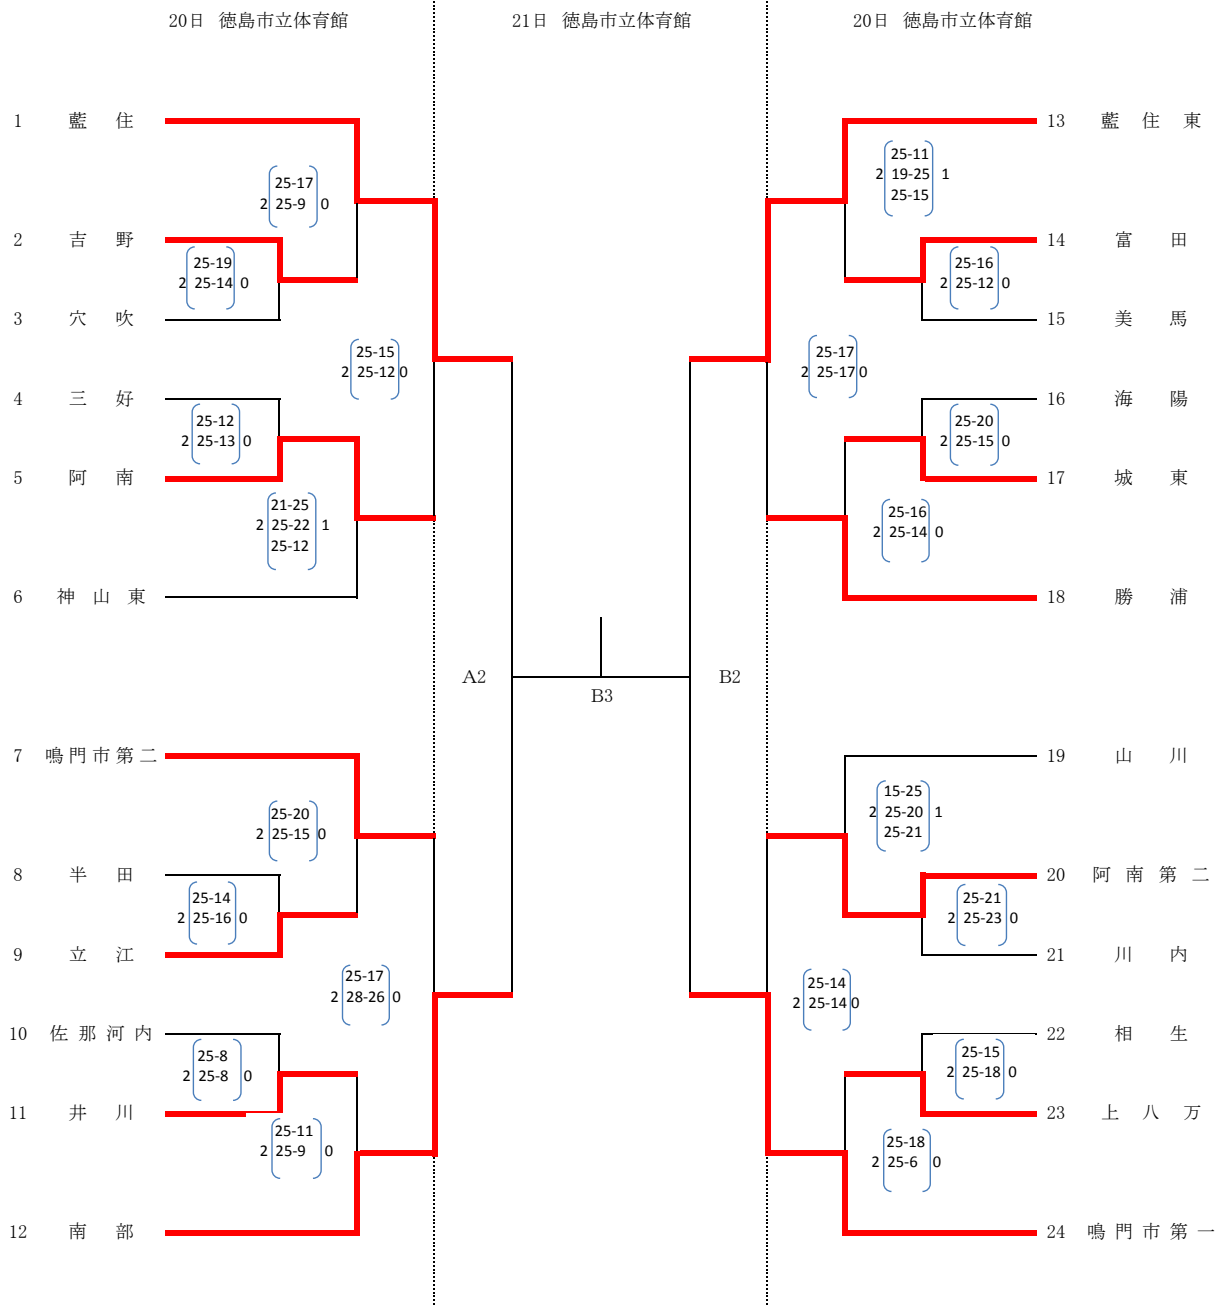 20日 徳島市立体育館
21日 徳島市立体育館
20日 徳島市立体育館
1 藍住
25-17
2 25-9 0
2 吉野
25-19
2 25-14 0
3 穴吹
25-15
2 25-12 0
4 三好
25-12
2 25-13 0
5 阿南
21-25
2 25-22 1
25-12
6 神山東
A2
7 鳴門市第二
25-20
2 25-15 0
8 半田
25-14
2 25-16 0
9 立江
25-17
2 28-26 0
10 佐那河内
25-8
2 25-8 0
11 井川
25-11
2 25-9 0
12 南部
B3
B2
13 藍住東
25-11
2 19-25 1
25-15
14 富田
25-16
2 25-12 0
15 美馬
25-17
2 25-17 0
16 海陽
25-20
2 25-15 0
17 城東
25-16
2 25-14 0
18 勝浦
19 山川
15-25
2 25-20 1
25-21
20 阿南第二
25-21
2 25-23 0
21 川内
25-14
2 25-14 0
22 相生
25-15
2 25-18 0
23 上八万
25-18
2 25-6 0
24 鳴門市第一